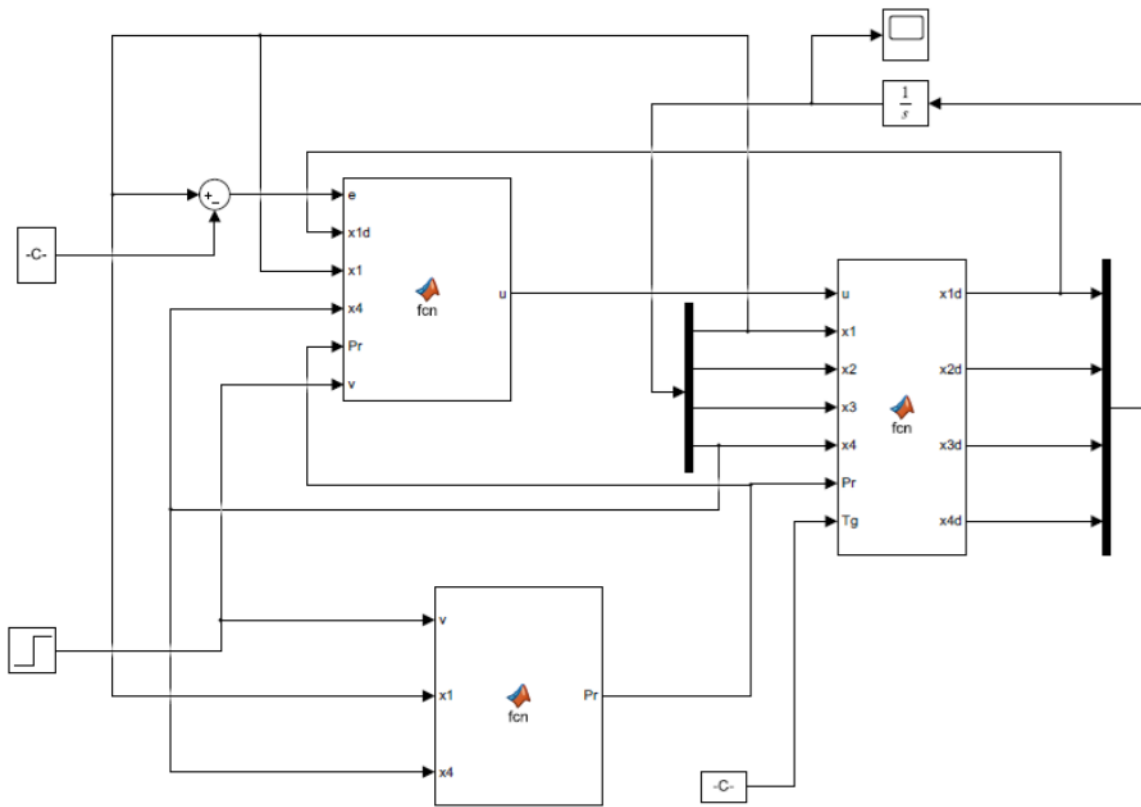 1
s
+
−
e
x1d
x1
x4
Pr
v
fcn
u
-C-
u
x1
x2
x3
x4
Pr
Tg
fcn
x1d
x2d
x3d
x4d
v
x1
x4
fcn
Pr
-C-